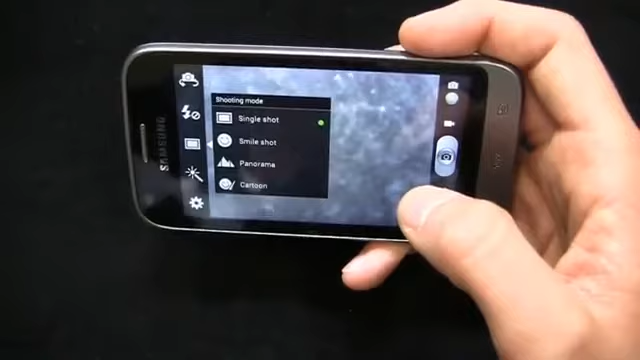 SAMSUNG
Shooting mode
Single shot
Smile shot
Panorama
Cartoon